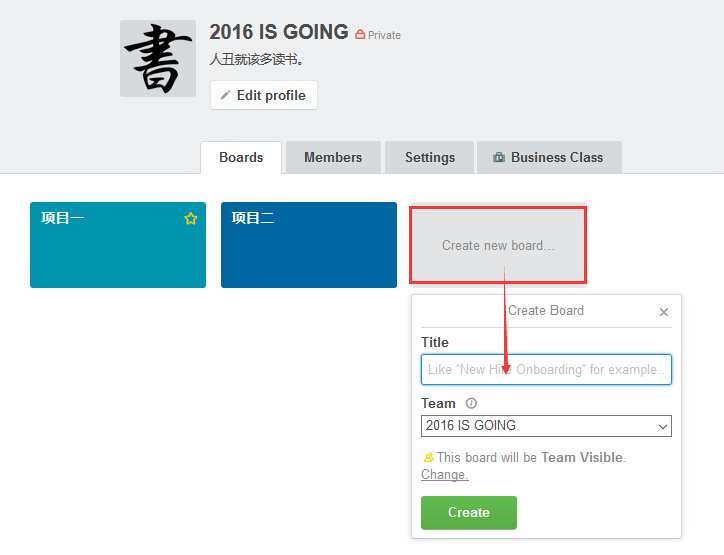 書
2016 IS GOING Private
人丑就该多读书。
Edit profile
Boards Members Settings Business Class
项目一 项目二 Create new board…
Create Board
Title
Like “New Hire Onboarding” for example…
Team
2016 IS GOING
This board will be Team Visible.
Change.
Create